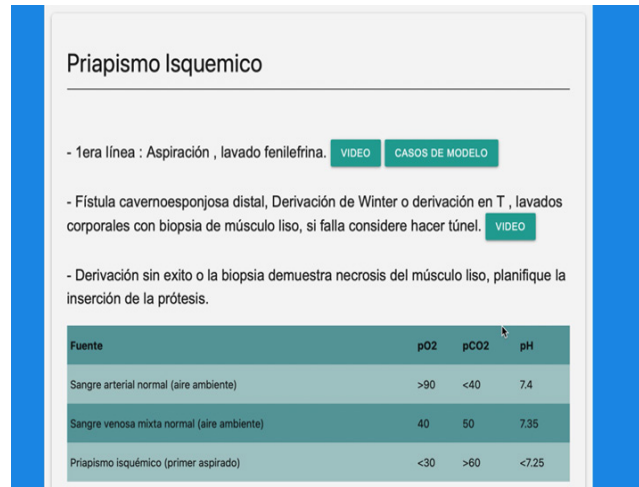 Priapismo Isquemico
- 1era línea : Aspiración , lavado fenilefrina. VIDEO CASOS DE MODELO
- Fístula cavernoesponjosa distal, Derivación de Winter o derivación en T , lavados
corporales con biopsia de músculo liso, si falla considere hacer túnel. VIDEO
- Derivación sin exito o la biopsia demuestra necrosis del músculo liso, planifique la
inserción de la prótesis.
Fuente pO2 pCO2 pH
Sangre arterial normal (aire ambiente) >90 <40 7.4
Sangre venosa mixta normal (aire ambiente) 40 50 7.35
Priapismo isquémico (primer aspirado) <30 >60 <7.25